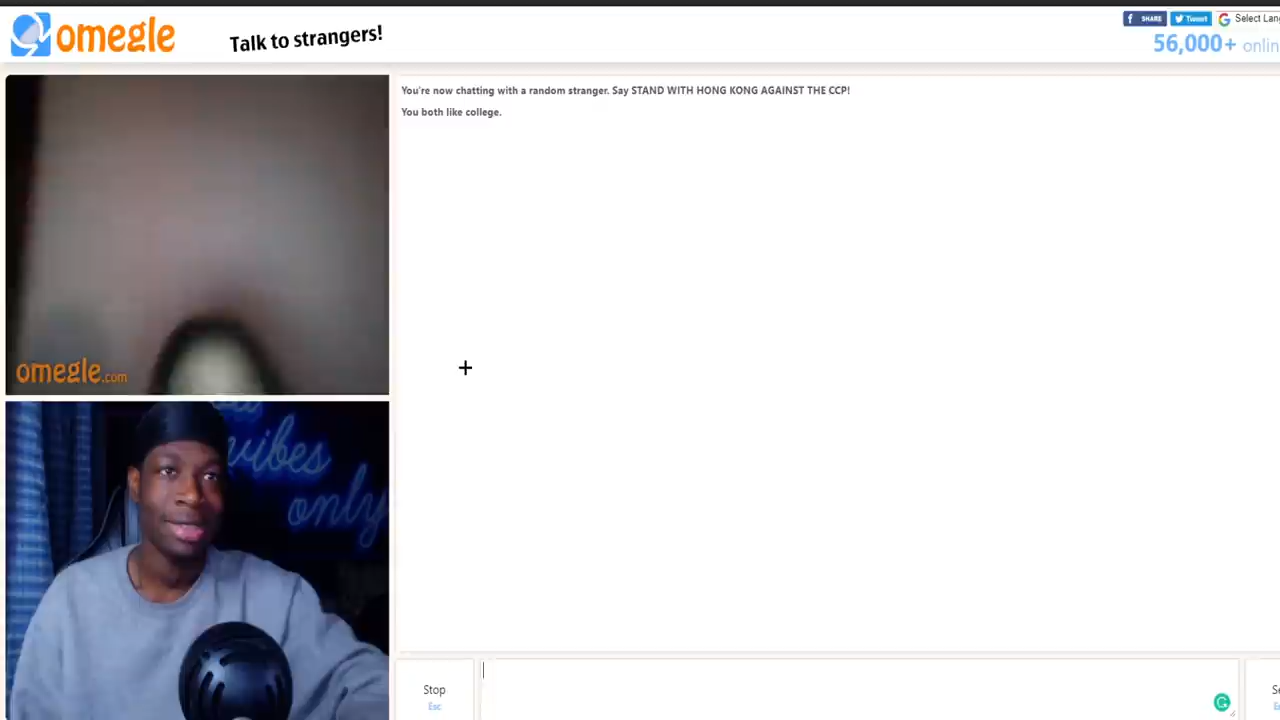 omegle
Talk to strangers!
SHARE
Tweet
Select Lang
56,000+ onlin
You're now chatting with a random stranger. Say STAND WITH HONG KONG AGAINST THE CCP!
You both like college.
omegle.com
vibes
only
Stop
Esc
Se